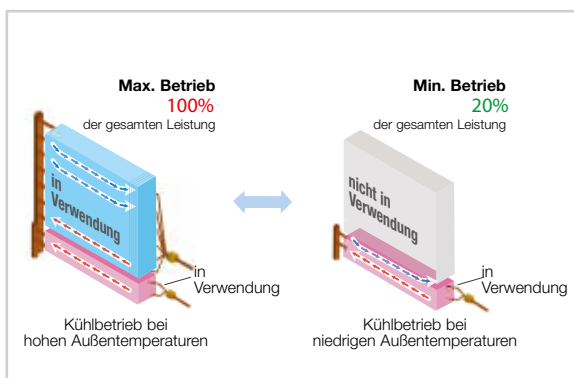 Max. Betrieb
100%
der gesamten Leistung
in
Verwendung
in
Verwendung
Kühlbetrieb bei
hohen Außentemperaturen
Min. Betrieb
20%
der gesamten Leistung
nicht in
Verwendung
in
Verwendung
Kühlbetrieb bei
niedrigen Außentemperaturen